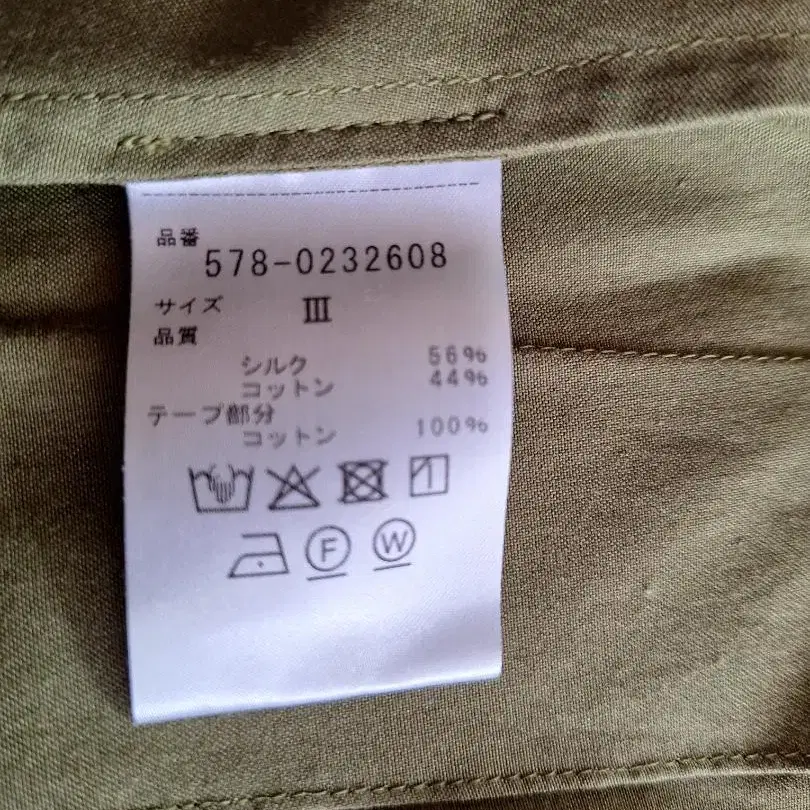 品番
578-0232608
サイズ III
品質
シルク 56%
コットン 44%
テープ部分
コットン 100%
F W